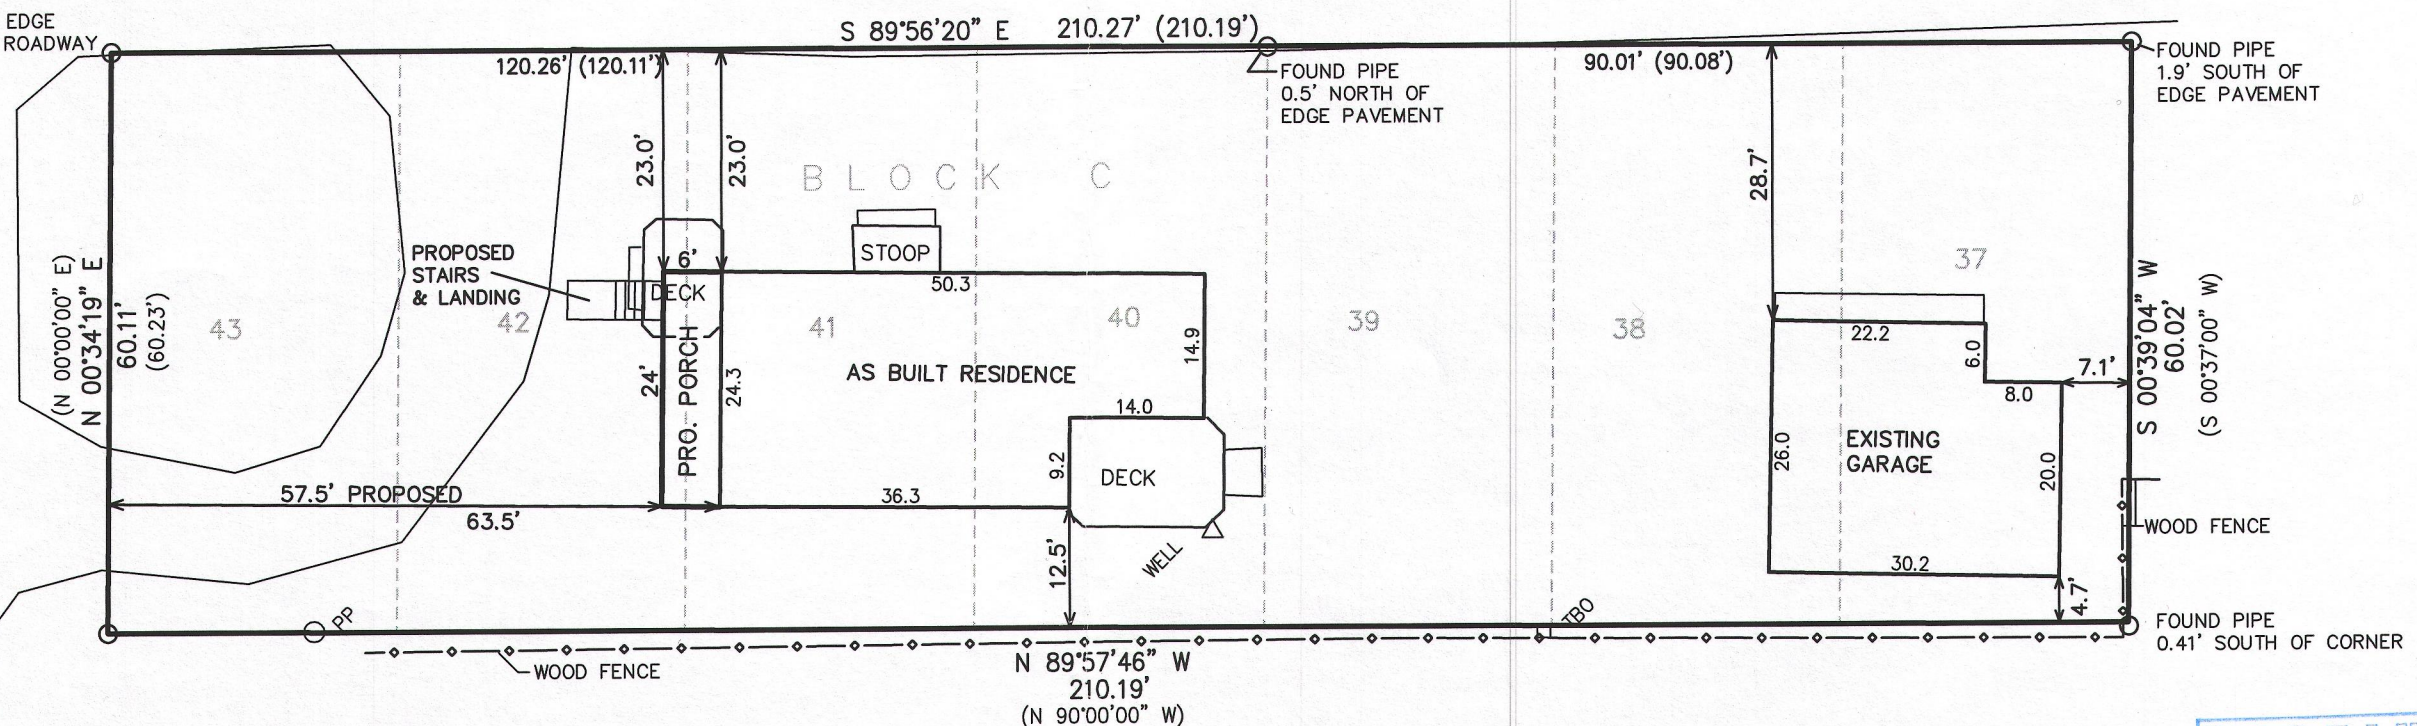 EDGE
ROADWAY
S 89°56'20" E 210.27' (210.19')
120.26' (120.11')
FOUND PIPE
0.5' NORTH OF
EDGE PAVEMENT
90.01' (90.08')
FOUND PIPE
1.9' SOUTH OF
EDGE PAVEMENT
23.0'
23.0'
28.7'
BLOCK C
PROPOSED
STAIRS
& LANDING
6'
DECK
STOOP
50.3
(N 00°00'00" E)
N 00°34'19" E
60.11'
(60.23')
43
42
41
40
39
38
37
22.2
6.0
7.1'
8.0
S 00°39'04" W
60.02'
(S 00°37'00" W)
24'
PRO. PORCH
24.3
AS BUILT RESIDENCE
14.9
14.0
9.2
DECK
26.0
EXISTING
GARAGE
20.0
57.5' PROPOSED
63.5'
36.3
12.5'
WELL
30.2
4.7'
WOOD FENCE
PP
TBO
WOOD FENCE
N 89°57'46" W
210.19'
(N 90°00'00" W)
FOUND PIPE
0.41' SOUTH OF CORNER